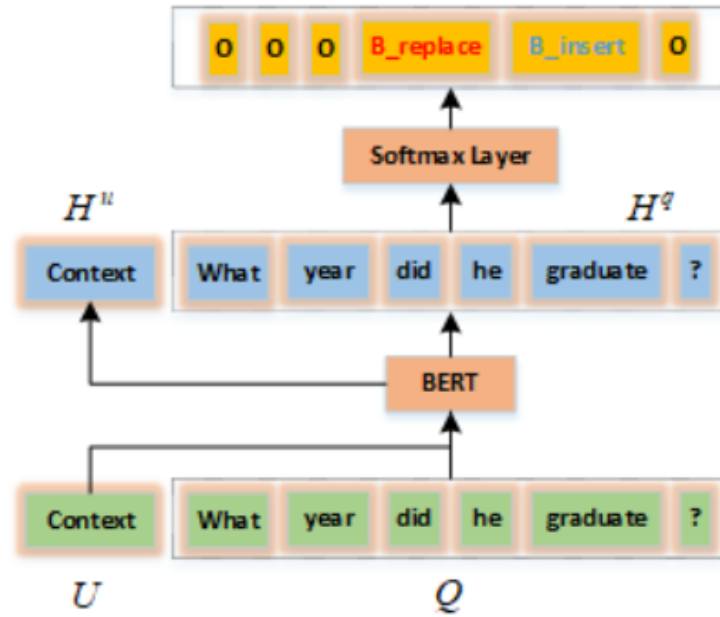 O O O B_replace B_insert O
Softmax Layer
H^u H^q
Context What year did he graduate ?
BERT
Context What year did he graduate ?
U Q